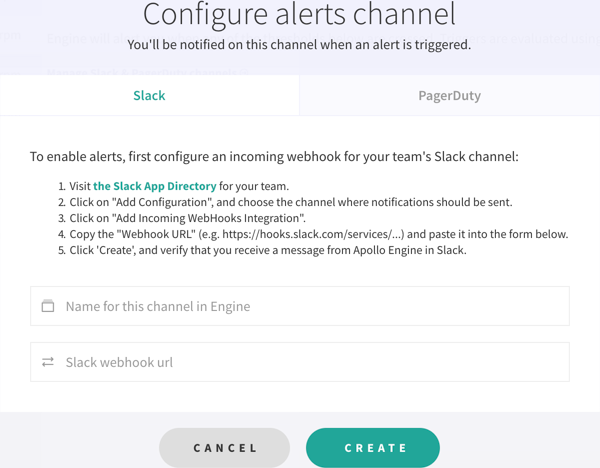 Configure alerts channel
You'll be notified on this channel when an alert is triggered.
Slack
PagerDuty
To enable alerts, first configure an incoming webhook for your team's Slack channel:
1. Visit the Slack App Directory for your team.
2. Click on "Add Configuration", and choose the channel where notifications should be sent.
3. Click on "Add Incoming WebHooks Integration".
4. Copy the "Webhook URL" (e.g. https://hooks.slack.com/services/...) and paste it into the form below.
5. Click 'Create', and verify that you receive a message from Apollo Engine in Slack.
Name for this channel in Engine
Slack webhook url
CANCEL
CREATE